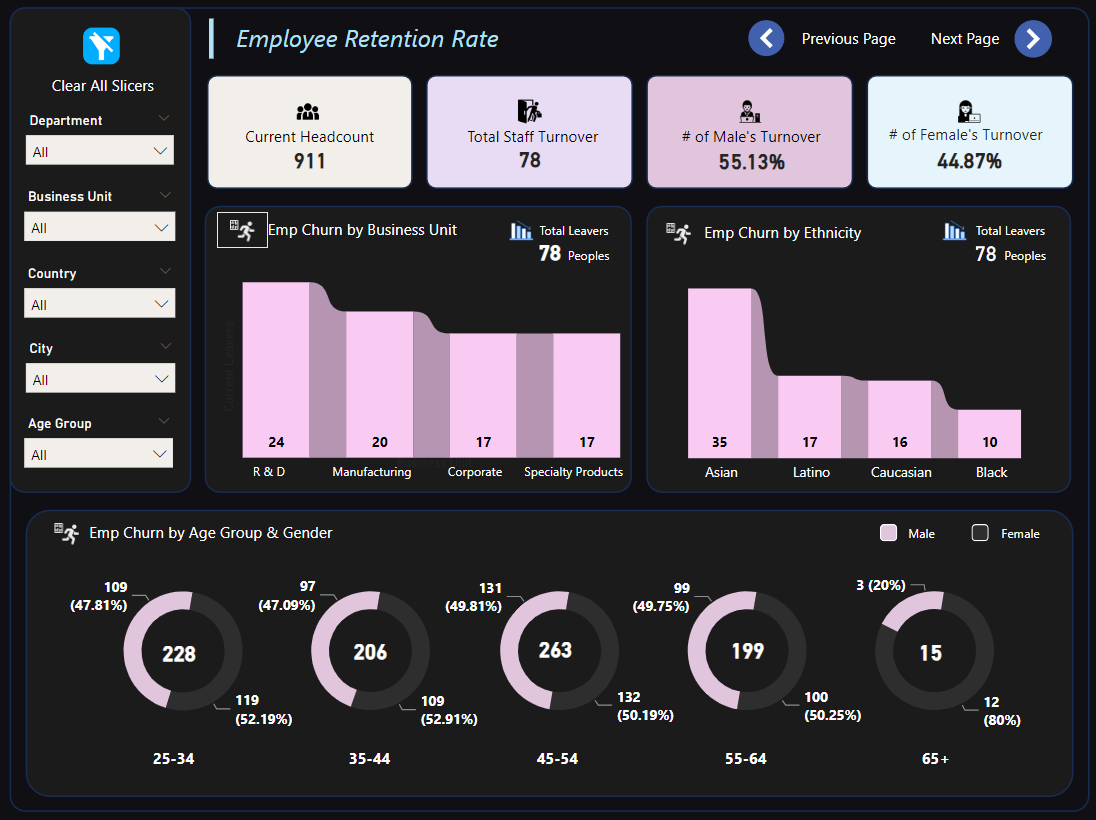 Employee Retention Rate
Previous Page
Next Page
Clear All Slicers
Department
All
Business Unit
All
Country
All
City
All
Age Group
All
Current Headcount
911
Total Staff Turnover
78
# of Male's Turnover
55.13%
# of Female's Turnover
44.87%
Emp Churn by Business Unit
Total Leavers
78 Peoples
Current Leavers
24
20
17
17
R & D
Manufacturing
Corporate
Specialty Products
Emp Churn by Ethnicity
Total Leavers
78 Peoples
35
17
16
10
Asian
Latino
Caucasian
Black
Emp Churn by Age Group & Gender
Male
Female
109
(47.81%)
228
119
(52.19%)
25-34
97
(47.09%)
206
109
(52.91%)
35-44
131
(49.81%)
263
132
(50.19%)
45-54
99
(49.75%)
199
100
(50.25%)
55-64
3 (20%)
15
12
(80%)
65+